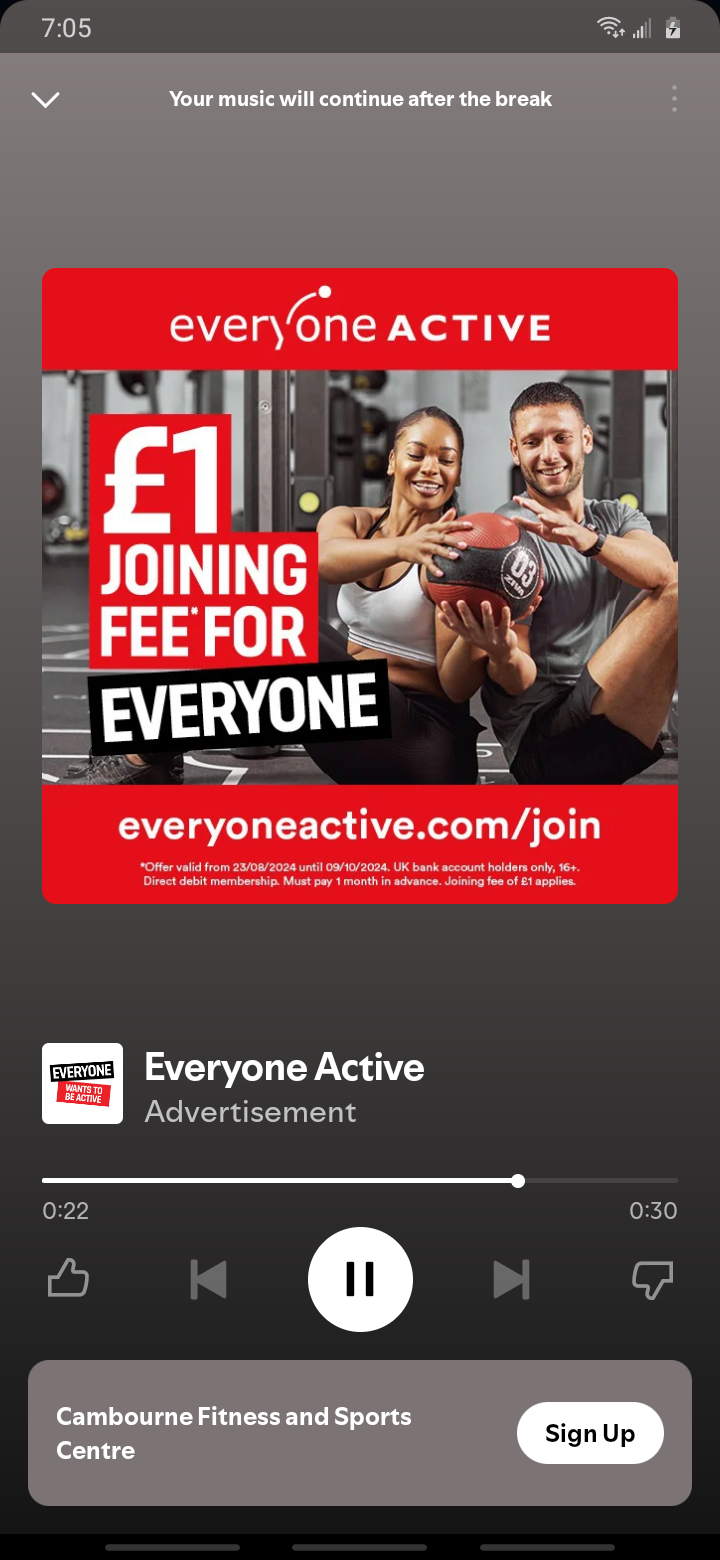 7:05
Your music will continue after the break
everyone ACTIVE
£1
JOINING
FEE* FOR
EVERYONE
03
ZIVA
everyoneactive.com/join
*Offer valid from 23/08/2024 until 09/10/2024. UK bank account holders only, 16+.
Direct debit membership. Must pay 1 month in advance. Joining fee of £1 applies.
EVERYONE
WANTS TO
BE ACTIVE
Everyone Active
Advertisement
0:22
0:30
Cambourne Fitness and Sports
Centre
Sign Up